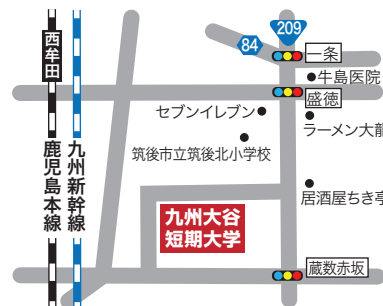 209
84
一条
西牟田
牛島医院
盛徳
セブンイレブン
ラーメン大龍
筑後市立筑後北小学校
鹿児島本線
九州新幹線
居酒屋ちき亭
九州大谷
短期大学
蔵数赤坂